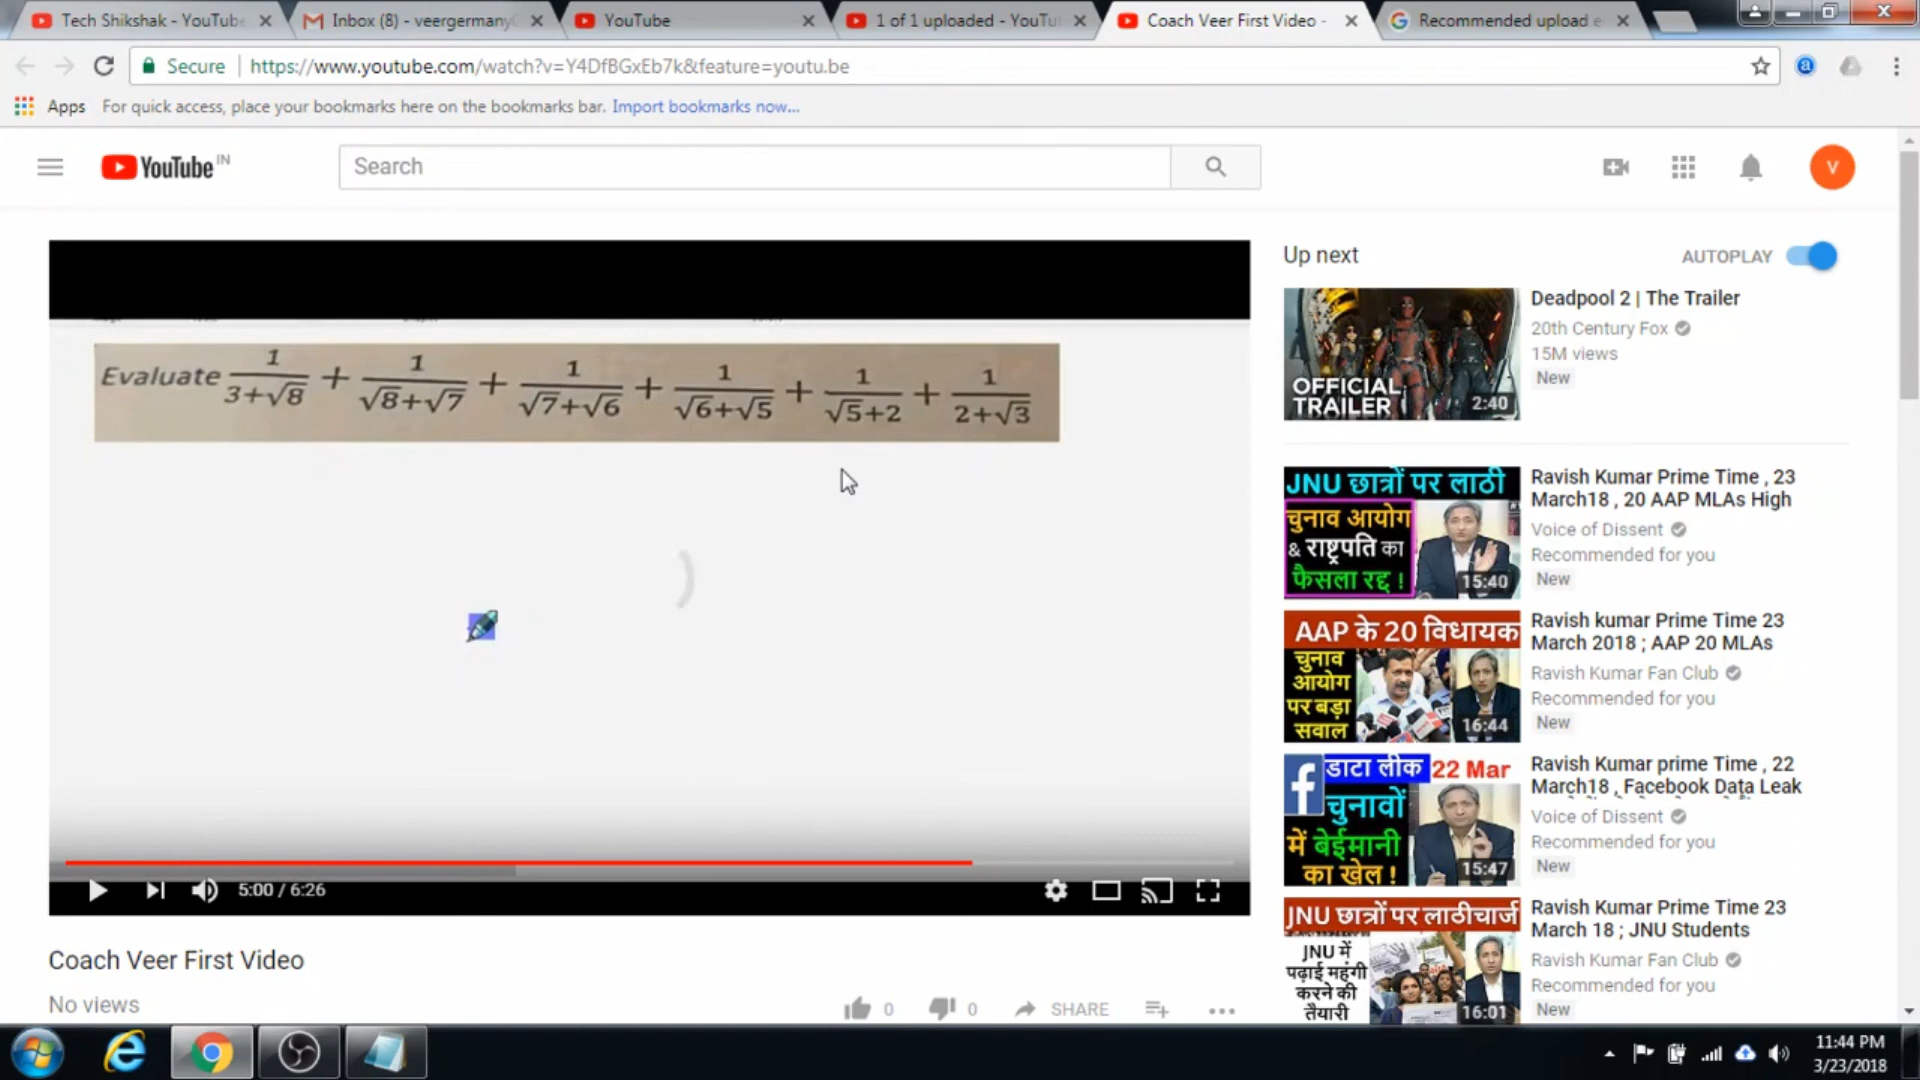 Tech Shikshak - YouTube
Inbox (8) - veergermany
YouTube
1 of 1 uploaded - YouTu
Coach Veer First Video -
Recommended upload e
Secure
https://www.youtube.com/watch?v=Y4DfBGxEb7k&feature=youtu.be
Apps
For quick access, place your bookmarks here on the bookmarks bar. Import bookmarks now...
YouTube IN
Search
V
Evaluate 1/(3+√8) + 1/(√8+√7) + 1/(√7+√6) + 1/(√6+√5) + 1/(√5+2) + 1/(2+√3)
5:00 / 6:26
Coach Veer First Video
No views
0
0
SHARE
Up next
AUTOPLAY
OFFICIAL
TRAILER
2:40
Deadpool 2 | The Trailer
20th Century Fox
15M views
New
JNU छात्रों पर लाठी
चुनाव आयोग
& राष्ट्रपति का
फैसला रद्द !
15:40
Ravish Kumar Prime Time , 23
March18 , 20 AAP MLAs High
Voice of Dissent
Recommended for you
New
AAP के 20 विधायक
चुनाव
आयोग
पर बड़ा
सवाल
16:44
Ravish kumar Prime Time 23
March 2018 ; AAP 20 MLAs
Ravish Kumar Fan Club
Recommended for you
New
f
डाटा लीक
22 Mar
चुनावों
में बेईमानी
का खेल !
15:47
Ravish Kumar prime Time , 22
March18 , Facebook Data Leak
Voice of Dissent
Recommended for you
New
JNU छात्रों पर लाठीचार्ज
JNU में
पढ़ाई महंगी
करने की
तैयारी
16:01
Ravish Kumar Prime Time 23
March 18 ; JNU Students
Ravish Kumar Fan Club
Recommended for you
New
11:44 PM
3/23/2018